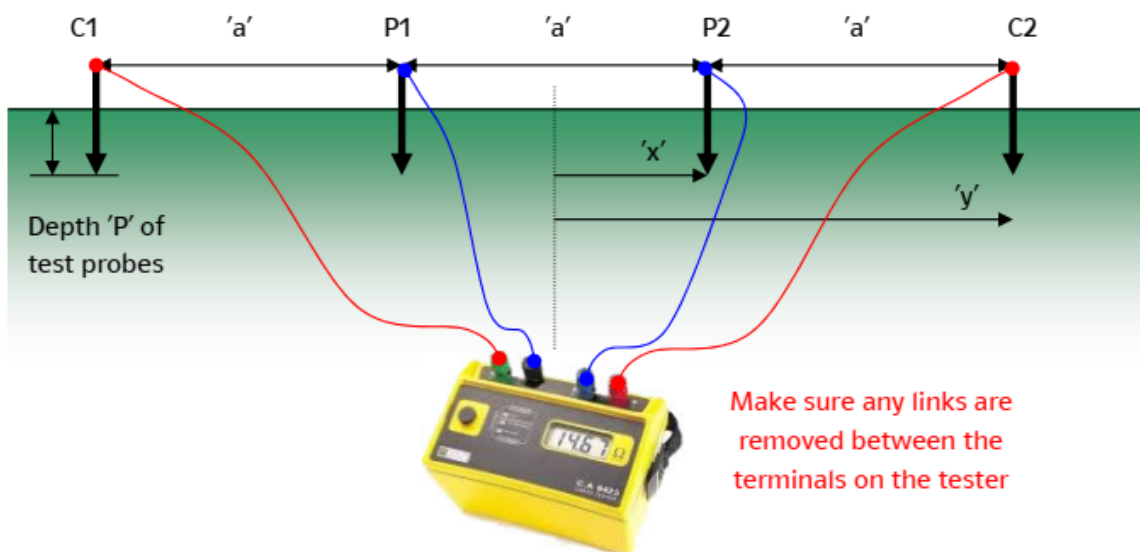 C1 'a' P1 'a' P2 'a' C2
'x'
'y'
Depth 'P' of
test probes
14.67 Ω
C.A 6423
Make sure any links are
removed between the
terminals on the tester